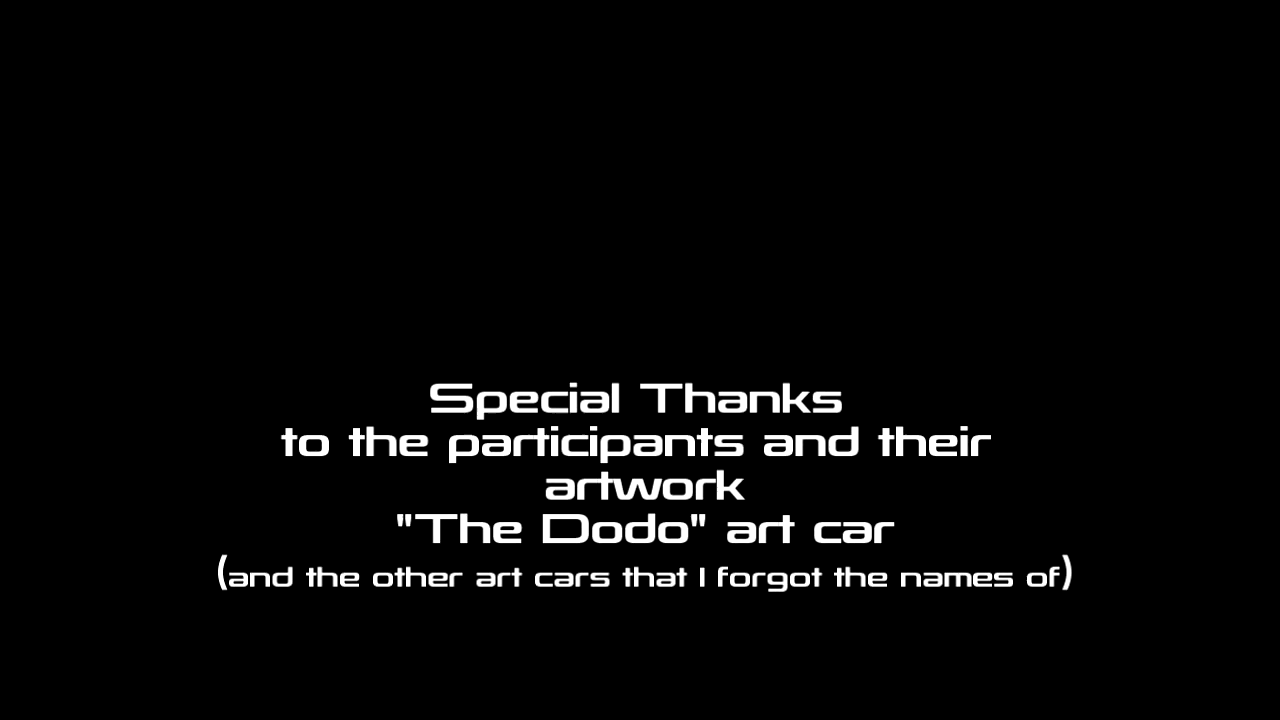 Special Thanks
to the participants and their
artwork
"The Dodo" art car
(and the other art cars that I forgot the names of)